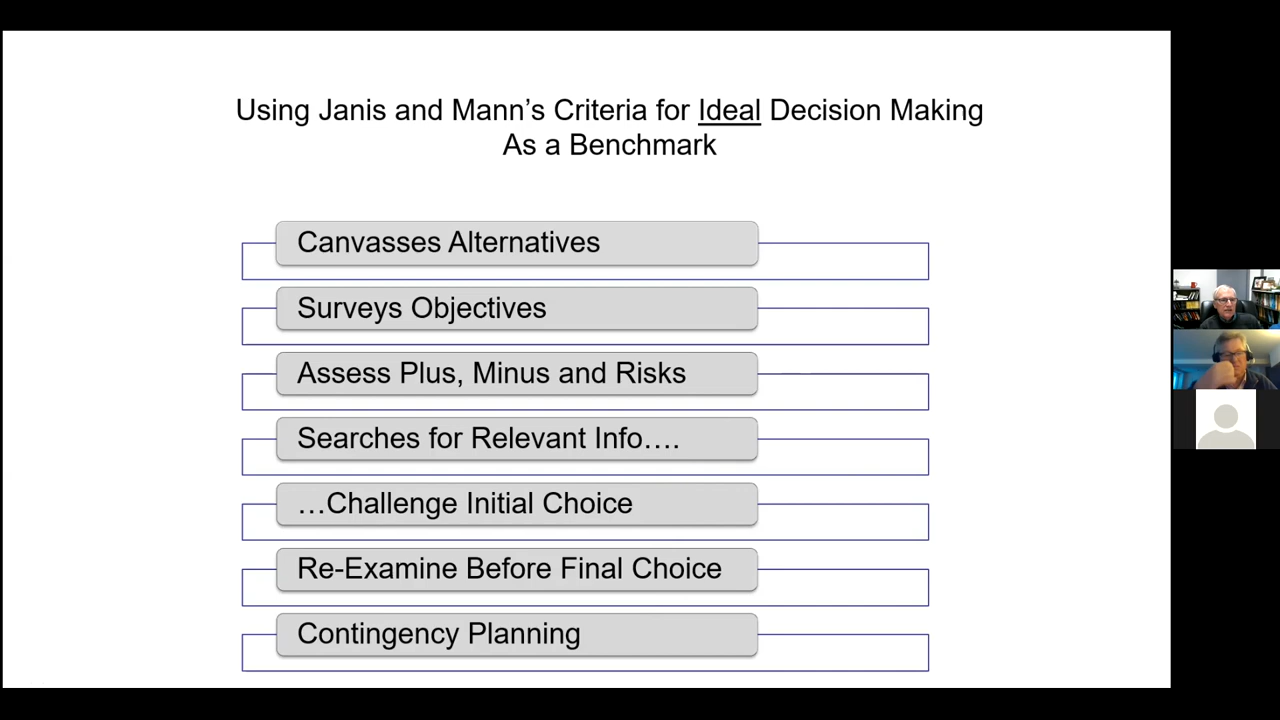 Using Janis and Mann’s Criteria for Ideal Decision Making
As a Benchmark
Canvasses Alternatives
Surveys Objectives
Assess Plus, Minus and Risks
Searches for Relevant Info….
…Challenge Initial Choice
Re-Examine Before Final Choice
Contingency Planning